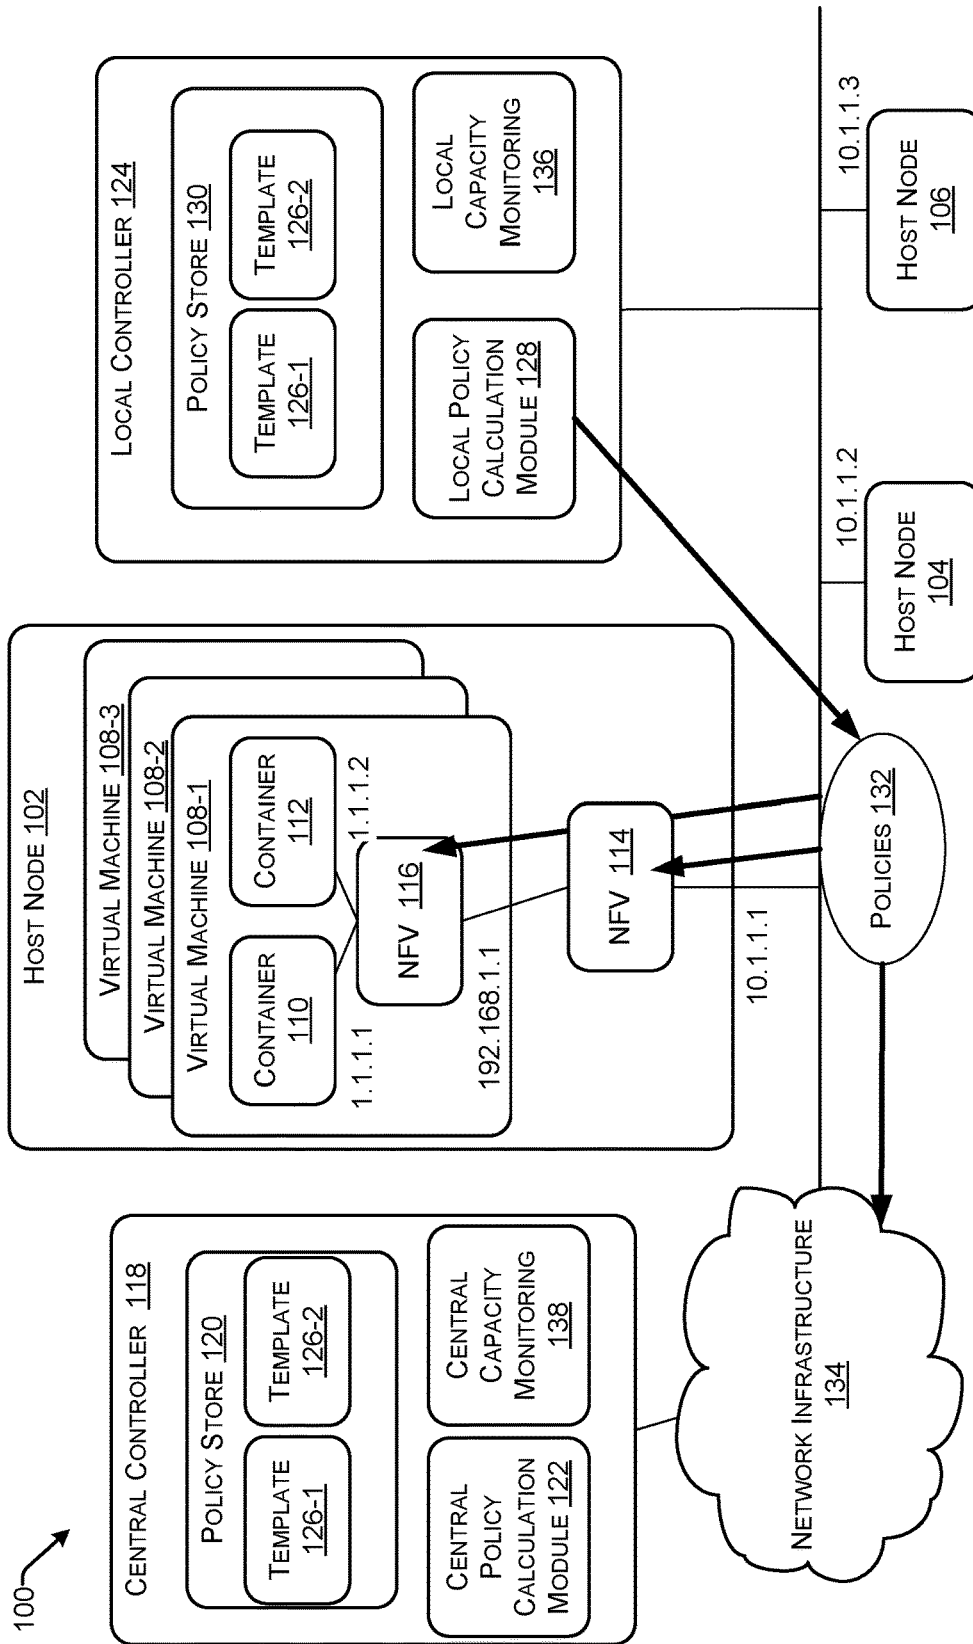 100
CENTRAL CONTROLLER 118
POLICY STORE 120
TEMPLATE
126-1
TEMPLATE
126-2
CENTRAL
POLICY
CALCULATION
MODULE 122
CENTRAL
CAPACITY
MONITORING
138
NETWORK INFRASTRUCTURE
134
HOST NODE 102
VIRTUAL MACHINE 108-3
VIRTUAL MACHINE 108-2
VIRTUAL MACHINE 108-1
CONTAINER
110
CONTAINER
112
1.1.1.1
1.1.1.2
NFV 116
192.168.1.1
NFV 114
10.1.1.1
POLICIES 132
LOCAL CONTROLLER 124
POLICY STORE 130
TEMPLATE
126-1
TEMPLATE
126-2
LOCAL POLICY
CALCULATION
MODULE 128
LOCAL
CAPACITY
MONITORING
136
10.1.1.2
HOST NODE
104
10.1.1.3
HOST NODE
106